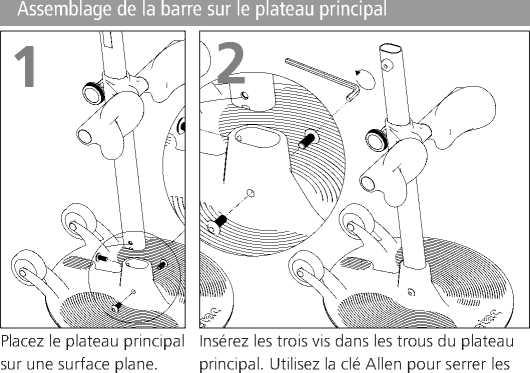 Assemblage de la barre sur le plateau principal
1
2
Placez le plateau principal
sur une surface plane.
Insérez les trois vis dans les trous du plateau
principal. Utilisez la clé Allen pour serrer les